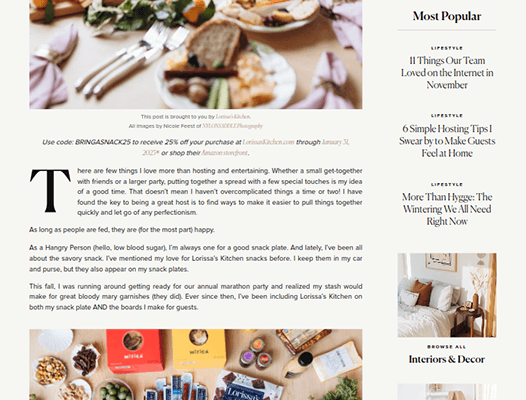 This post is brought to you by Lorissa's Kitchen.
All images by Nicole Feest of NYLONSADDLE Photography
Use code: BRINGASNACK25 to receive 25% off your purchase at LorissasKitchen.com through January 31,
2025* or shop their Amazon storefront.
There are few things I love more than hosting and entertaining. Whether a small get-together
with friends or a larger party, putting together a spread with a few special touches is my idea
of a good time. That doesn't mean I haven't overcomplicated things a time or two! I have
found the key to being a great host is to find ways to make it easier to pull things together
quickly and let go of any perfectionism.
As long as people are fed, they are (for the most part) happy.
As a Hangry Person (hello, low blood sugar), I'm always one for a good snack plate. And lately, I've been all
about the savory snack. I've mentioned my love for Lorissa's Kitchen snacks before. I keep them in my car
and purse, but they also appear on my snack plates.
This fall, I was running around getting ready for our annual marathon party and realized my stash would
make for great bloody mary garnishes (they did). Ever since then, I've been including Lorissa's Kitchen on
both my snack plate AND the boards I make for guests.
Lorissa's
Most Popular
LIFESTYLE
11 Things Our Team
Loved on the Internet in
November
LIFESTYLE
6 Simple Hosting Tips I
Swear by to Make Guests
Feel at Home
LIFESTYLE
More Than Hygge: The
Wintering We All Need
Right Now
BROWSE ALL
Interiors & Decor